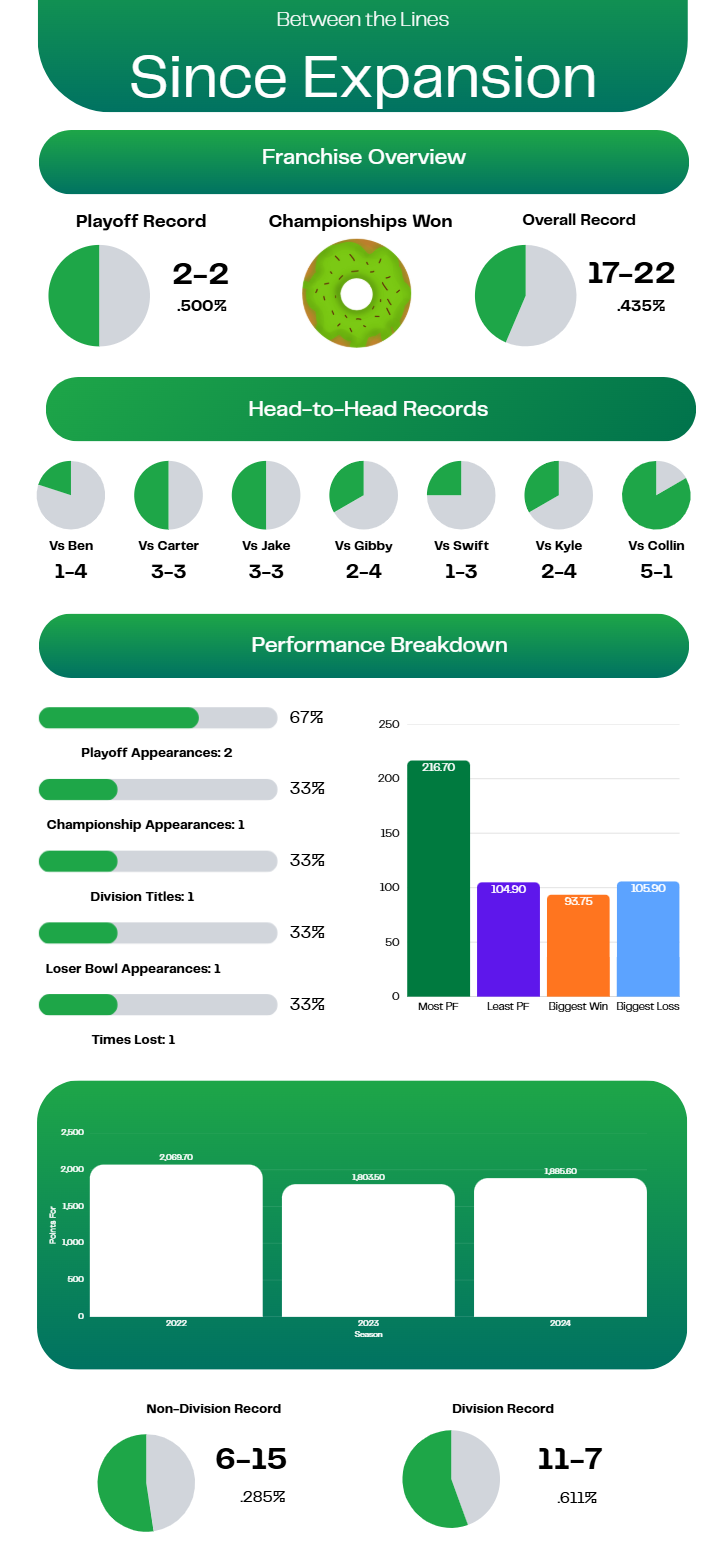 Between the Lines
Since Expansion
Franchise Overview
Playoff Record
2-2
.500%
Championships Won
Overall Record
17-22
.435%
Head-to-Head Records
Vs Ben
1-4
Vs Carter
3-3
Vs Jake
3-3
Vs Gibby
2-4
Vs Swift
1-3
Vs Kyle
2-4
Vs Collin
5-1
Performance Breakdown
67%
Playoff Appearances: 2
33%
Championship Appearances: 1
33%
Division Titles: 1
33%
Loser Bowl Appearances: 1
33%
Times Lost: 1
250
200
150
100
50
0
216.70
104.90
93.75
105.90
Most PF
Least PF
Biggest Win
Biggest Loss
Points For
2,500
2,000
1,500
1,000
500
0
2,069.70
1,803.50
1,885.60
2022
2023
2024
Season
Non-Division Record
6-15
.285%
Division Record
11-7
.611%